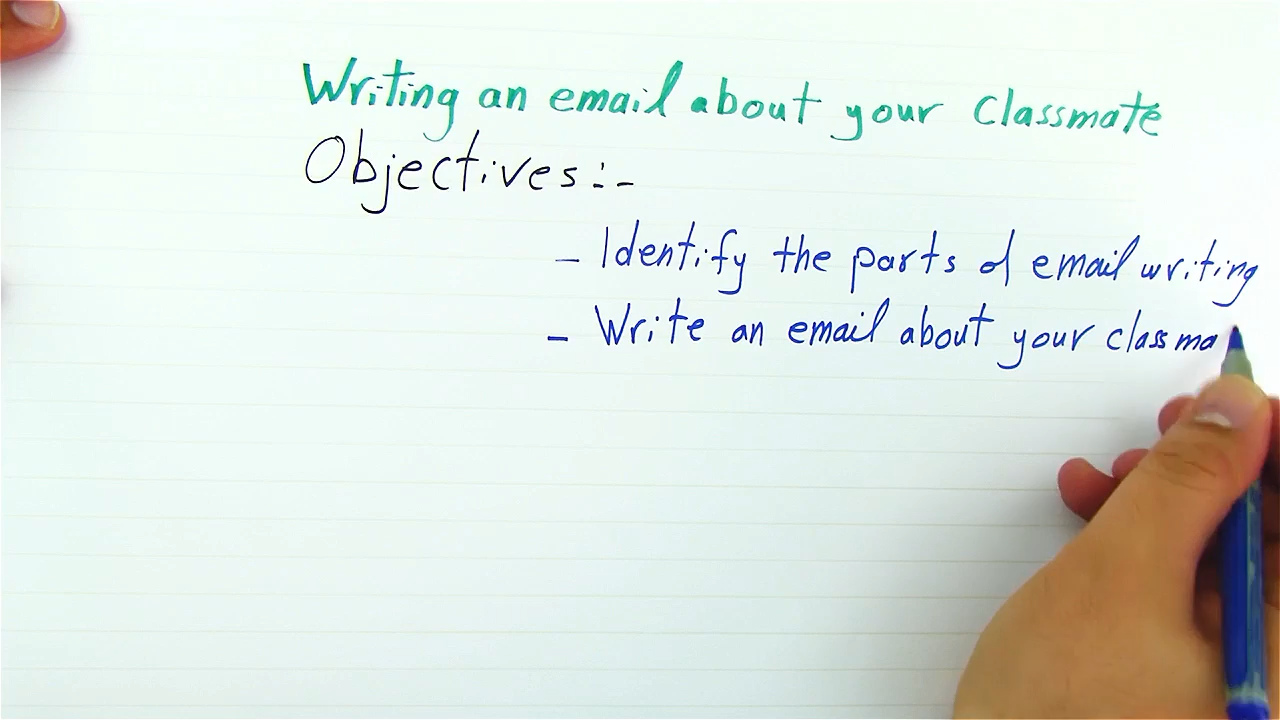 Writing an email about your Classmate
Objectives:-
- Identify the parts of email writing
- Write an email about your classma